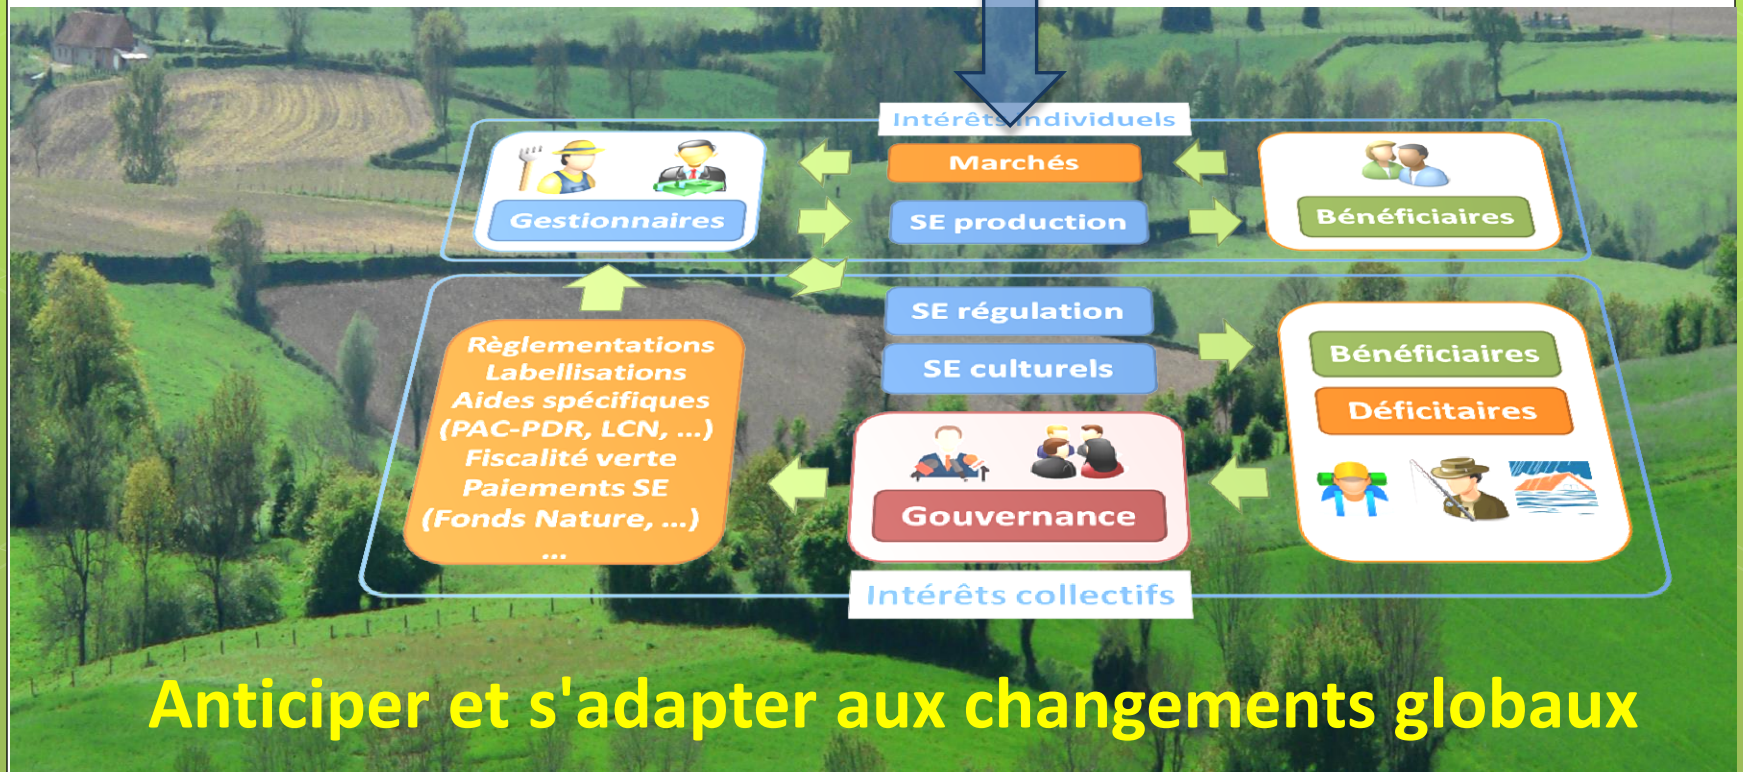 Intérêts individuels
Marchés
Gestionnaires
SE production
Bénéficiaires
SE régulation
SE culturels
Règlementations
Labellisations
Aides spécifiques
(PAC-PDR, LCN, ...)
Fiscalité verte
Paiements SE
(Fonds Nature, ...)
...
Bénéficiaires
Déficitaires
Gouvernance
Intérêts collectifs
Anticiper et s'adapter aux changements globaux